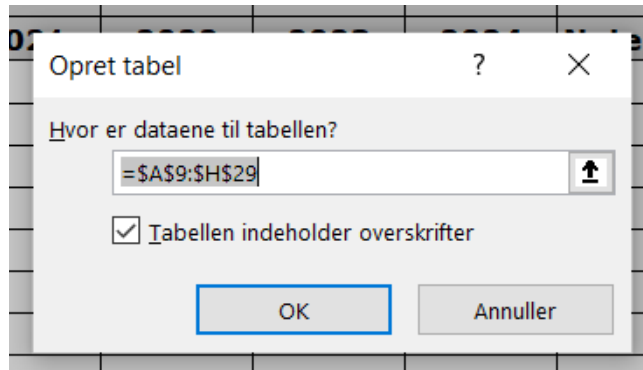 Opret tabel ? ×
Hvor er dataene til tabellen?
=$A$9:$H$29
Tabellen indeholder overskrifter
OK Annuller